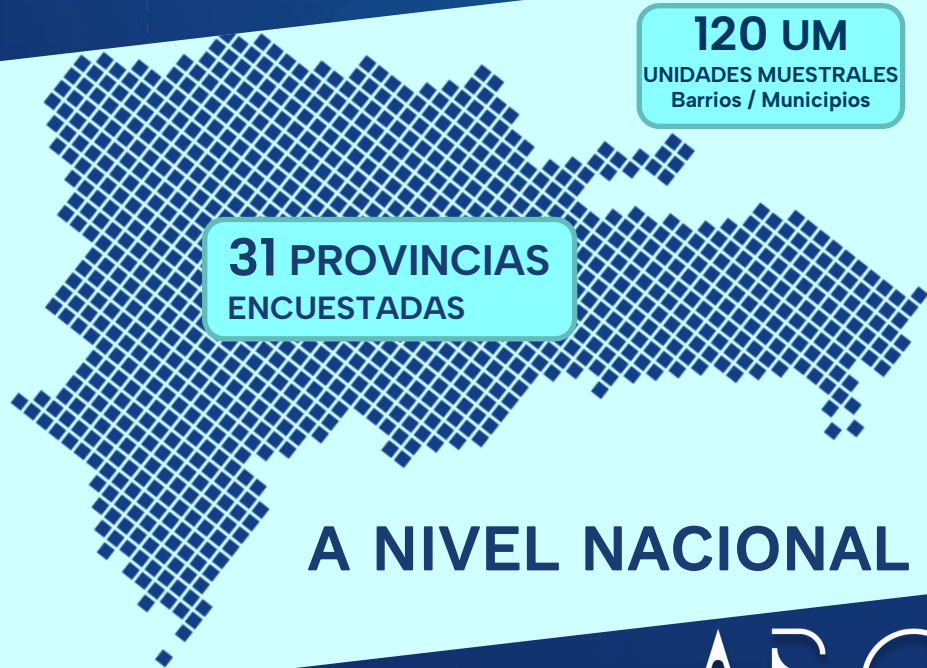 120 UM
UNIDADES MUESTRALES
Barrios / Municipios
31 PROVINCIAS
ENCUESTADAS
A NIVEL NACIONAL